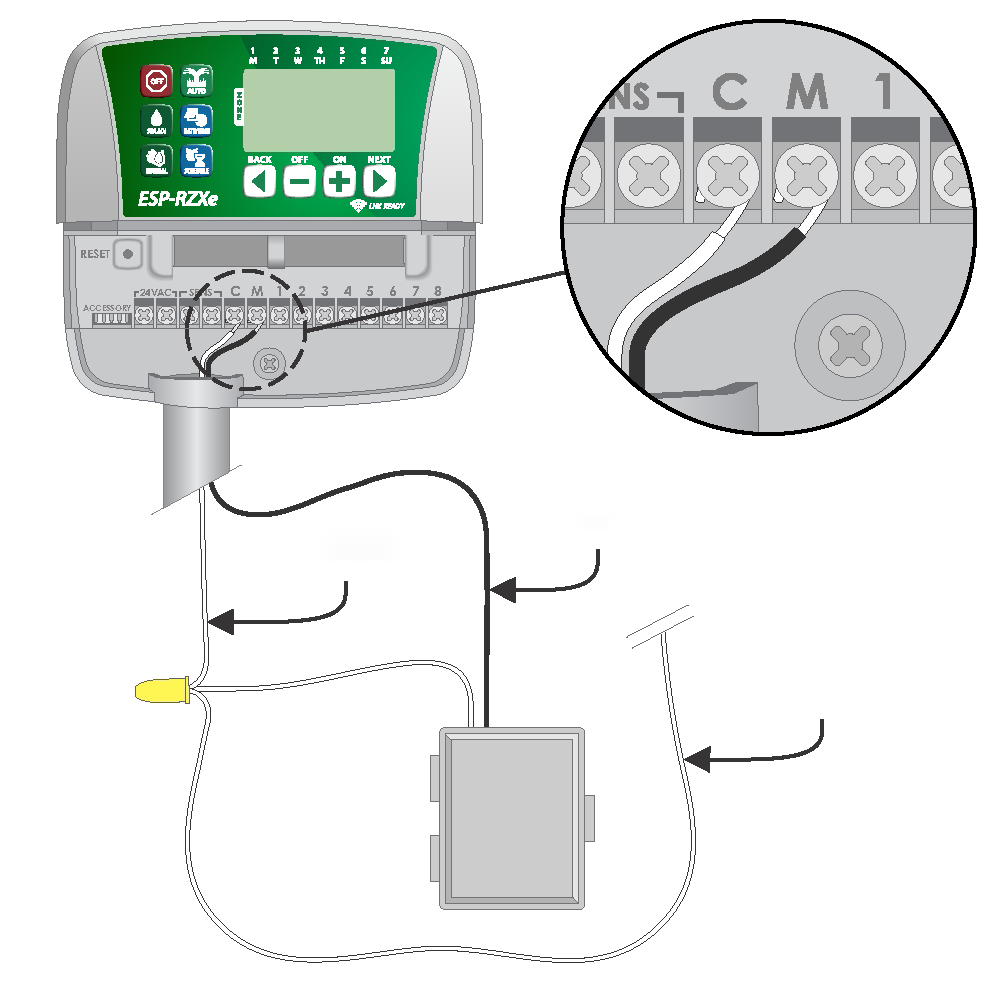 1 2 3 4 5 6 7
M T W TH F S SU
OFF
AUTO
ZONE
BACK OFF ON NEXT
ESP-RZXe
LNK READY
RESET
24VAC SENS C M 1 2 3 4 5 6 7 8
ACCESSORY
NS C M 1